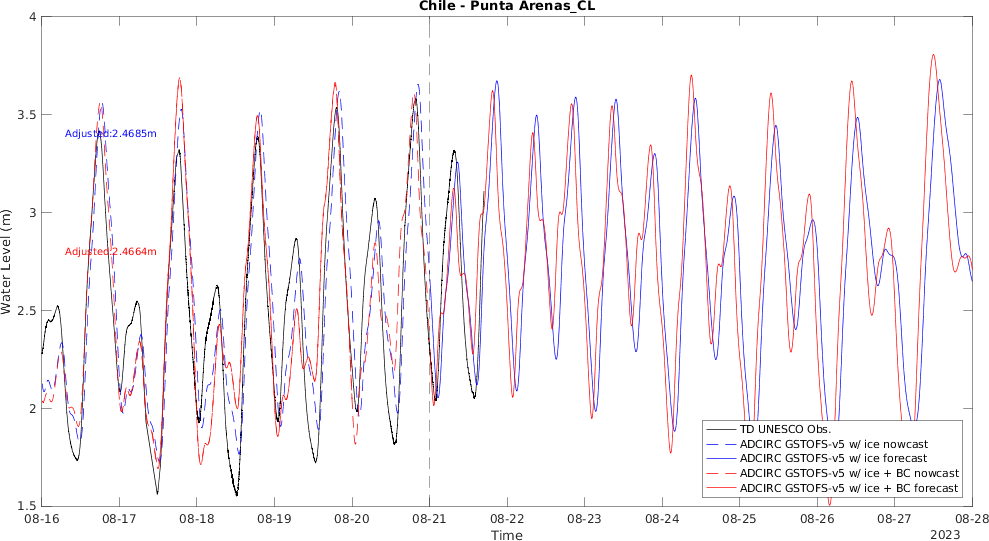 Chile - Punta Arenas_CL
4
3.5
3
2.5
2
1.5
Water Level (m)
Adjusted:2.4685m
Adjusted:2.4664m
TD UNESCO Obs.
ADCIRC GSTOFS-v5 w/ ice nowcast
ADCIRC GSTOFS-v5 w/ ice forecast
ADCIRC GSTOFS-v5 w/ ice + BC nowcast
ADCIRC GSTOFS-v5 w/ ice + BC forecast
08-16 08-17 08-18 08-19 08-20 08-21 08-22 08-23 08-24 08-25 08-26 08-27 08-28
Time
2023